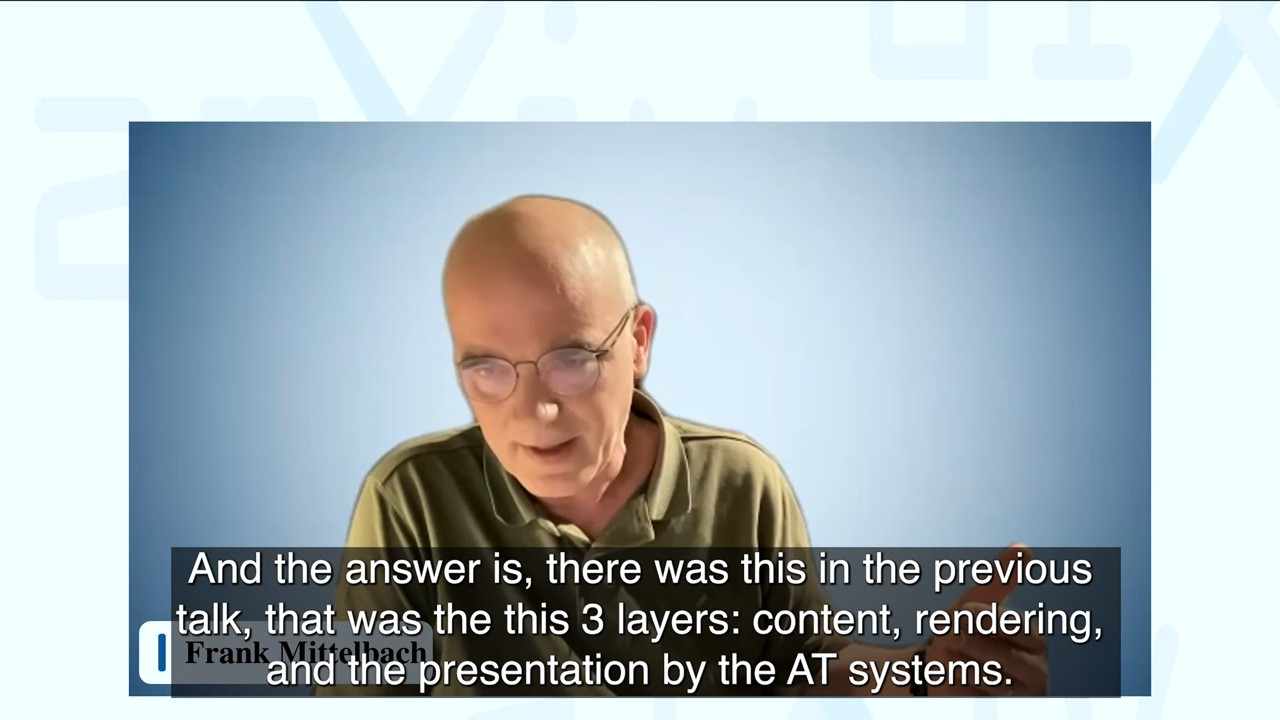 And the answer is, there was this in the previous
talk, that was the this 3 layers: content, rendering,
and the presentation by the AT systems.
Frank Mittelbach